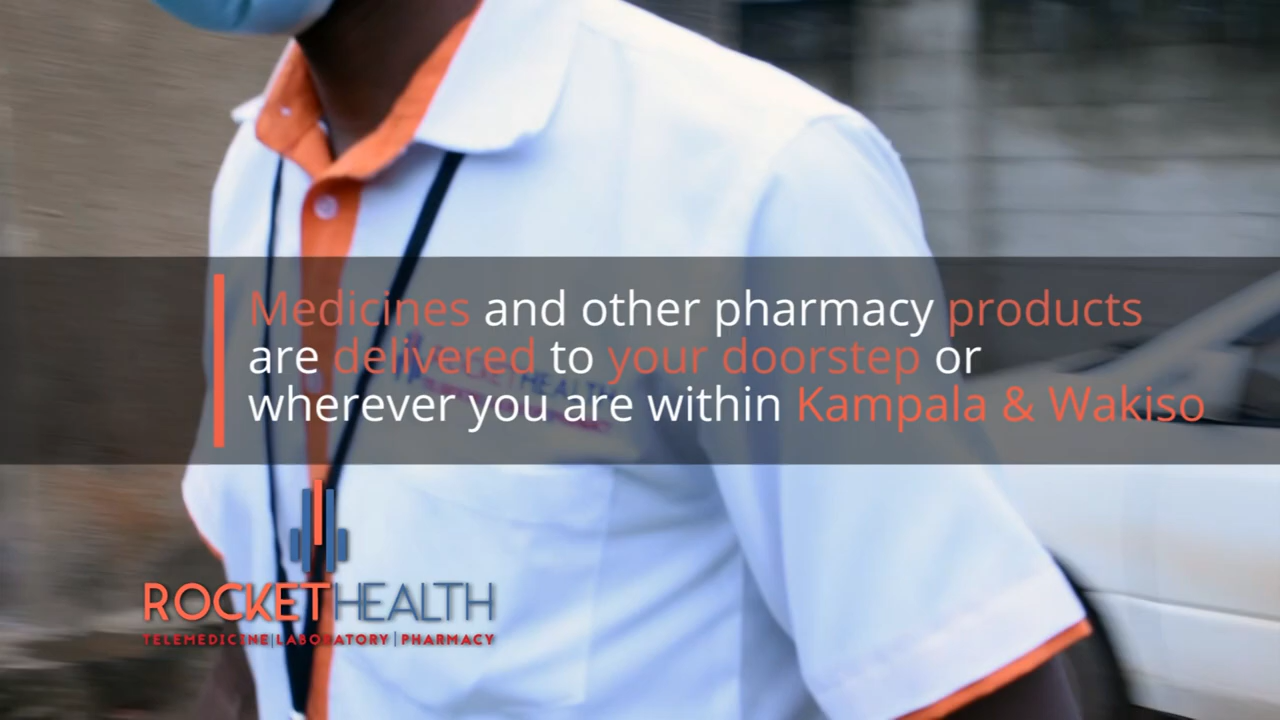 Medicines and other pharmacy products
are delivered to your doorstep or
wherever you are within Kampala & Wakiso
ROCKETHEALTH
ROCKETHEALTH
TELEMEDICINE|LABORATORY|PHARMACY